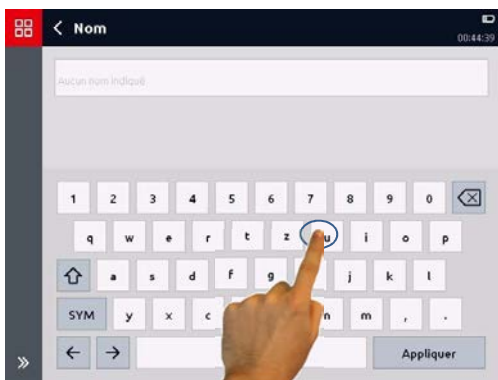 Nom
00:44:39
Aucun nom indiqué
1 2 3 4 5 6 7 8 9 0
q w e r t z u i o p
a s d f g j k l
SYM y x c n m , .
Appliquer